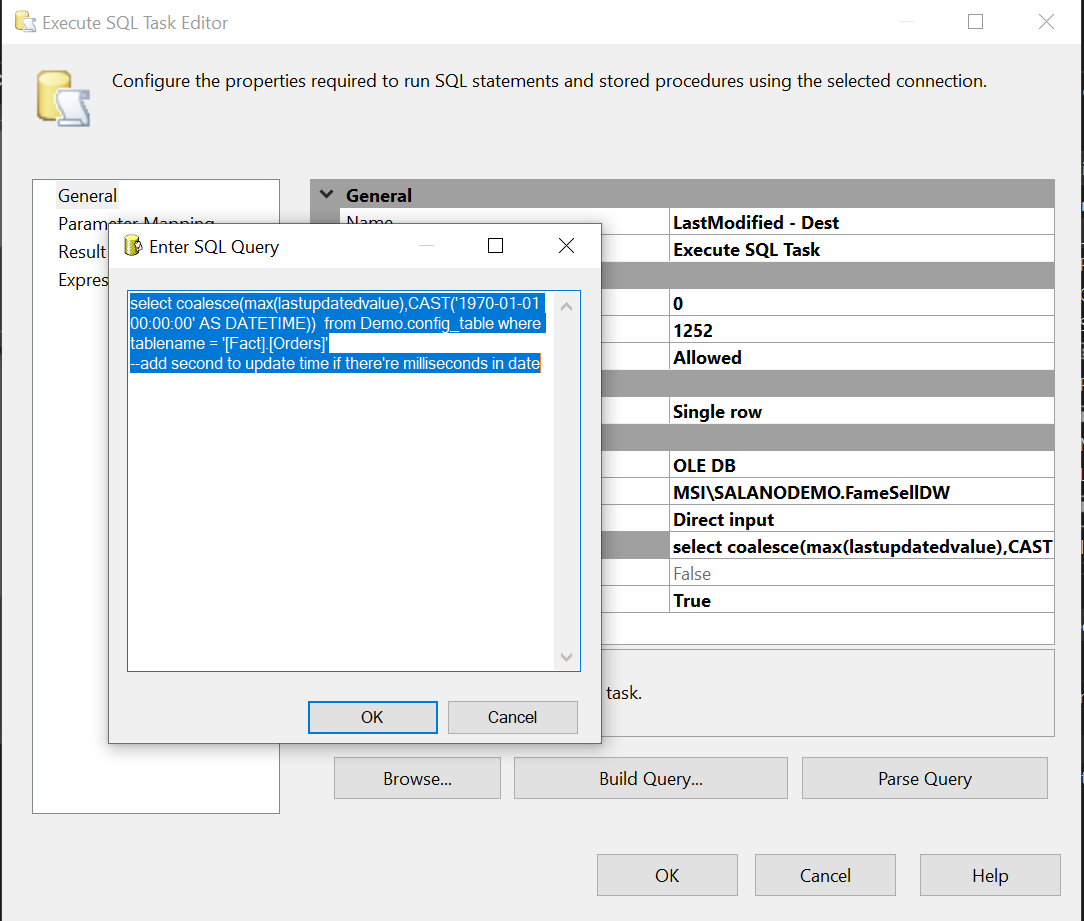 Execute SQL Task Editor
Configure the properties required to run SQL statements and stored procedures using the selected connection.
General
Parameter Mapping
Result
Expres
General
Name
LastModified - Dest
Execute SQL Task
0
1252
Allowed
Single row
OLE DB
MSI\SALANODEMO.FameSellDW
Direct input
select coalesce(max(lastupdatedvalue),CAST
False
True
task.
Enter SQL Query
select coalesce(max(lastupdatedvalue),CAST('1970-01-01
00:00:00' AS DATETIME))  from Demo.config_table where
tablename = '[Fact].[Orders]'
--add second to update time if there're milliseconds in date
OK
Cancel
Browse...
Build Query...
Parse Query
OK
Cancel
Help